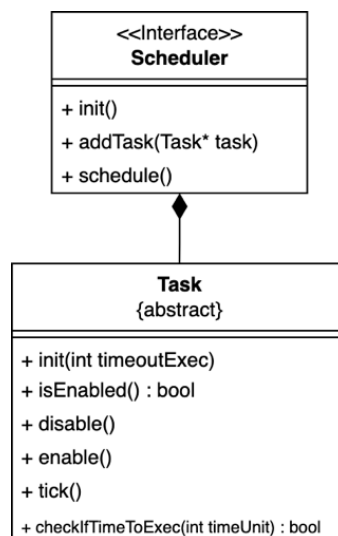 <<Interface>>
Scheduler
+ init()
+ addTask(Task* task)
+ schedule()
Task
{abstract}
+ init(int timeoutExec)
+ isEnabled() : bool
+ disable()
+ enable()
+ tick()
+ checkIfTimeToExec(int timeUnit) : bool